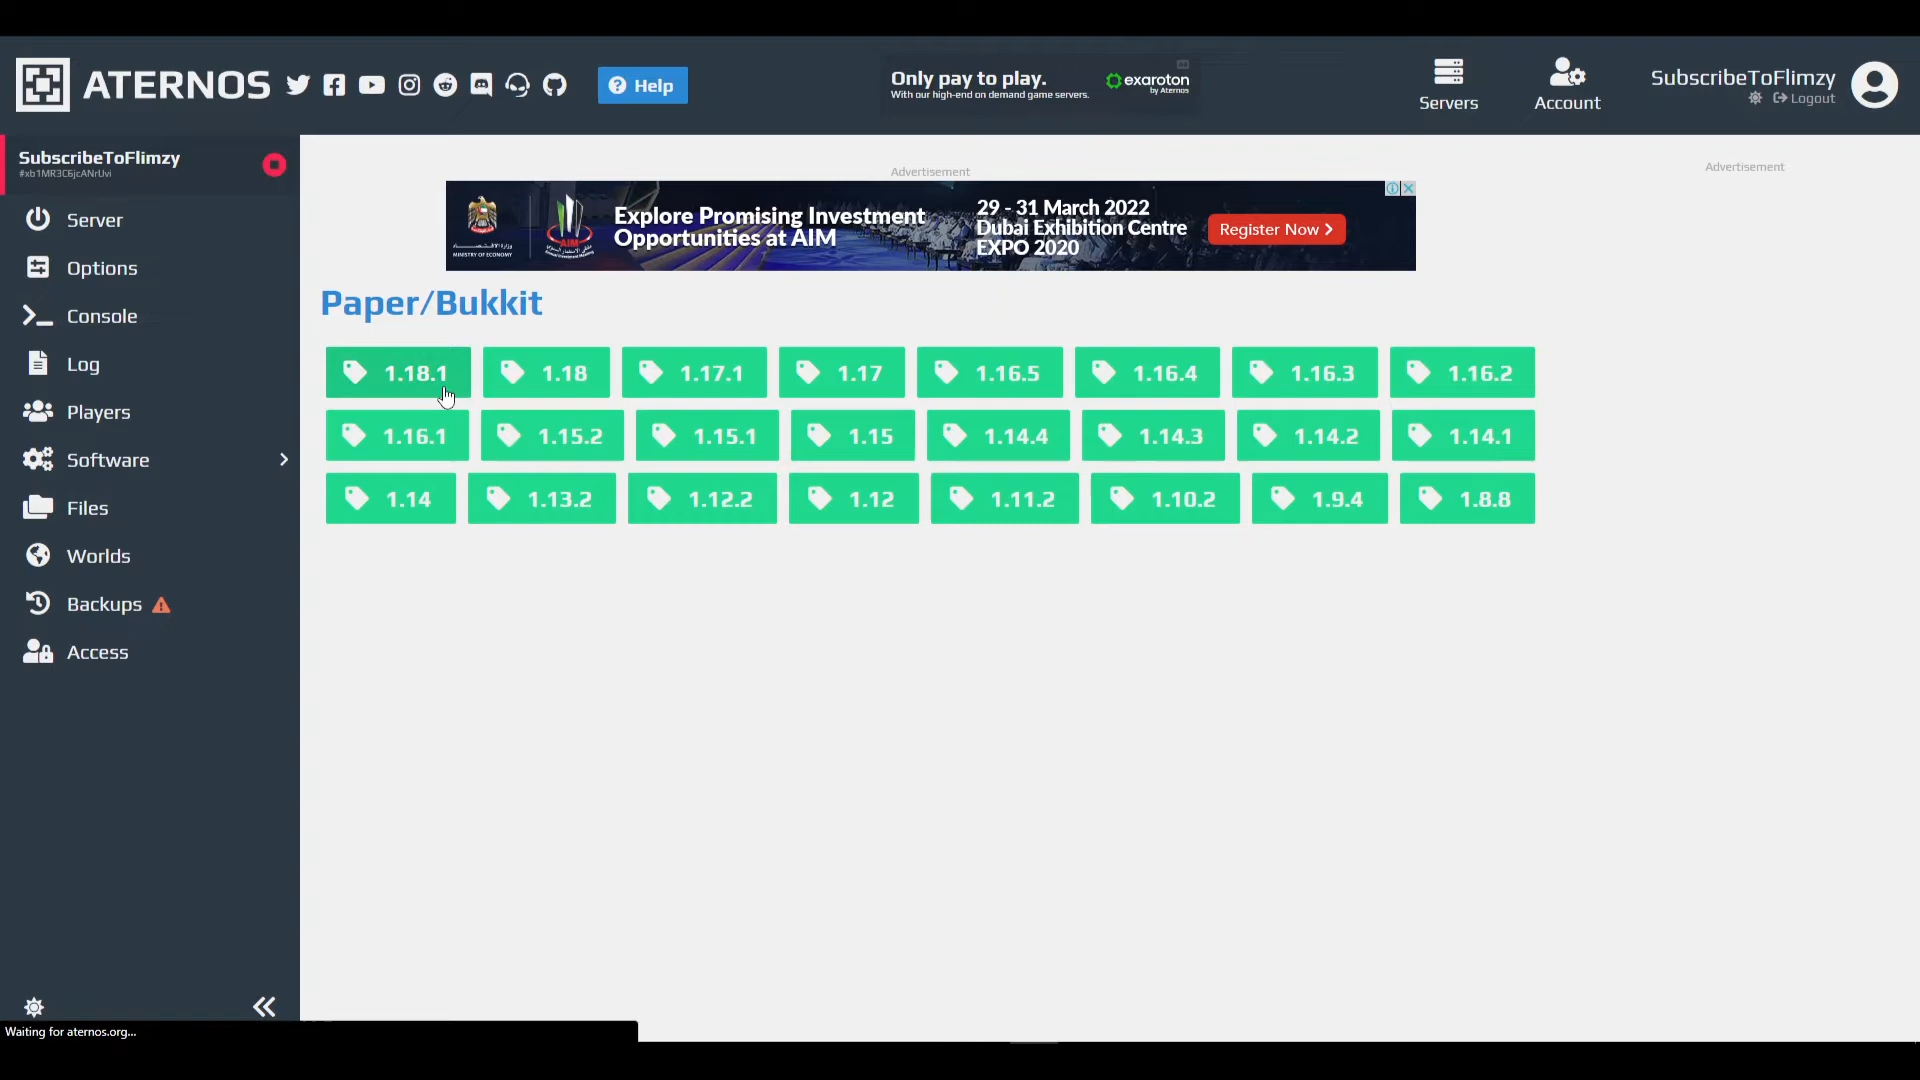 ATERNOS
Help
Only pay to play.
With our high-end on demand game servers.
exaroton
by Aternos
Ad
Servers
Account
SubscribeToFlimzy
Logout
SubscribeToFlimzy
#xb1MR3C6jcANrUvi
Server
Options
Console
Log
Players
Software
Files
Worlds
Backups
Access
Advertisement
Advertisement
MINISTRY OF ECONOMY
AIM
Explore Promising Investment
Opportunities at AIM
29 - 31 March 2022
Dubai Exhibition Centre
EXPO 2020
Register Now
Paper/Bukkit
1.18.1 1.18 1.17.1 1.17 1.16.5 1.16.4 1.16.3 1.16.2
1.16.1 1.15.2 1.15.1 1.15 1.14.4 1.14.3 1.14.2 1.14.1
1.14 1.13.2 1.12.2 1.12 1.11.2 1.10.2 1.9.4 1.8.8
Waiting for aternos.org...